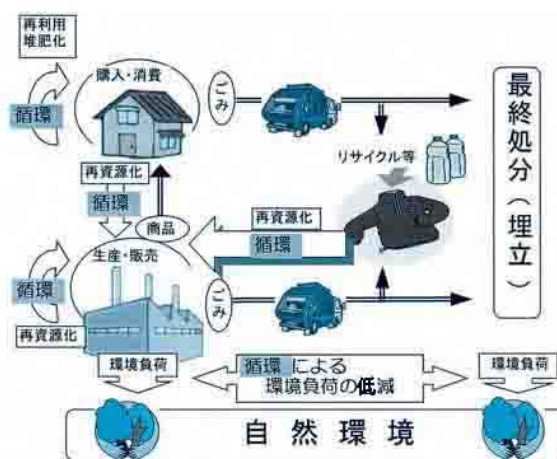 再利用
堆肥化
循環
購入・消費
ごみ
再資源化
循環
商品
リサイクル等
再資源化
循環
生産・販売
循環
再資源化
ごみ
最終処分（埋立）
環境負荷
循環による
環境負荷の低減
環境負荷
自然環境